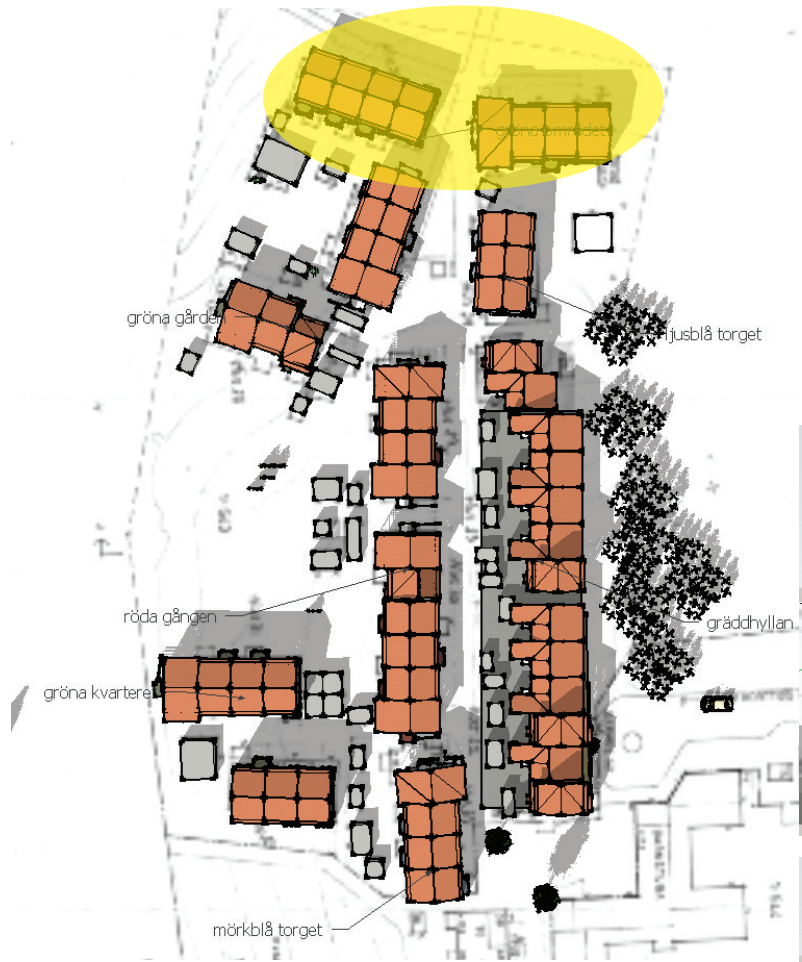 gröna området
gröna gården
ljusblå torget
röda gången
gräddhyllan
gröna kvarteret
mörkblå torget